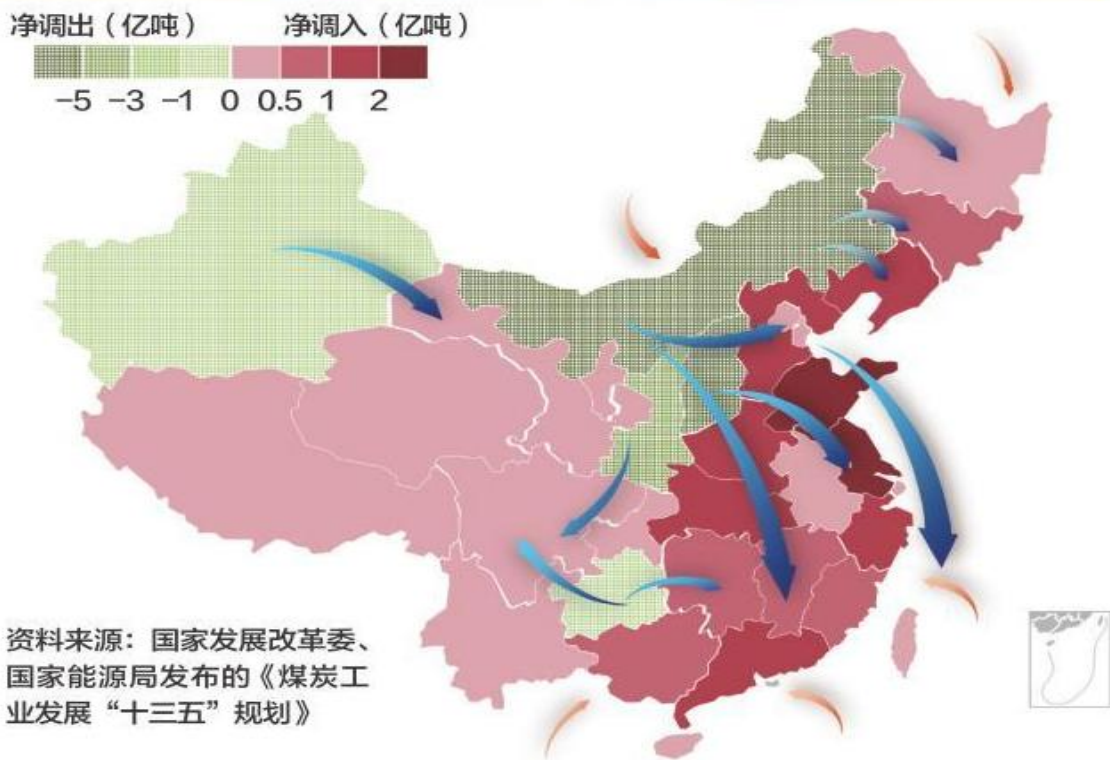 净调出（亿吨） 净调入（亿吨）
-5 -3 -1 0 0.5 1 2
资料来源：国家发展改革委、
国家能源局发布的《煤炭工
业发展“十三五”规划》